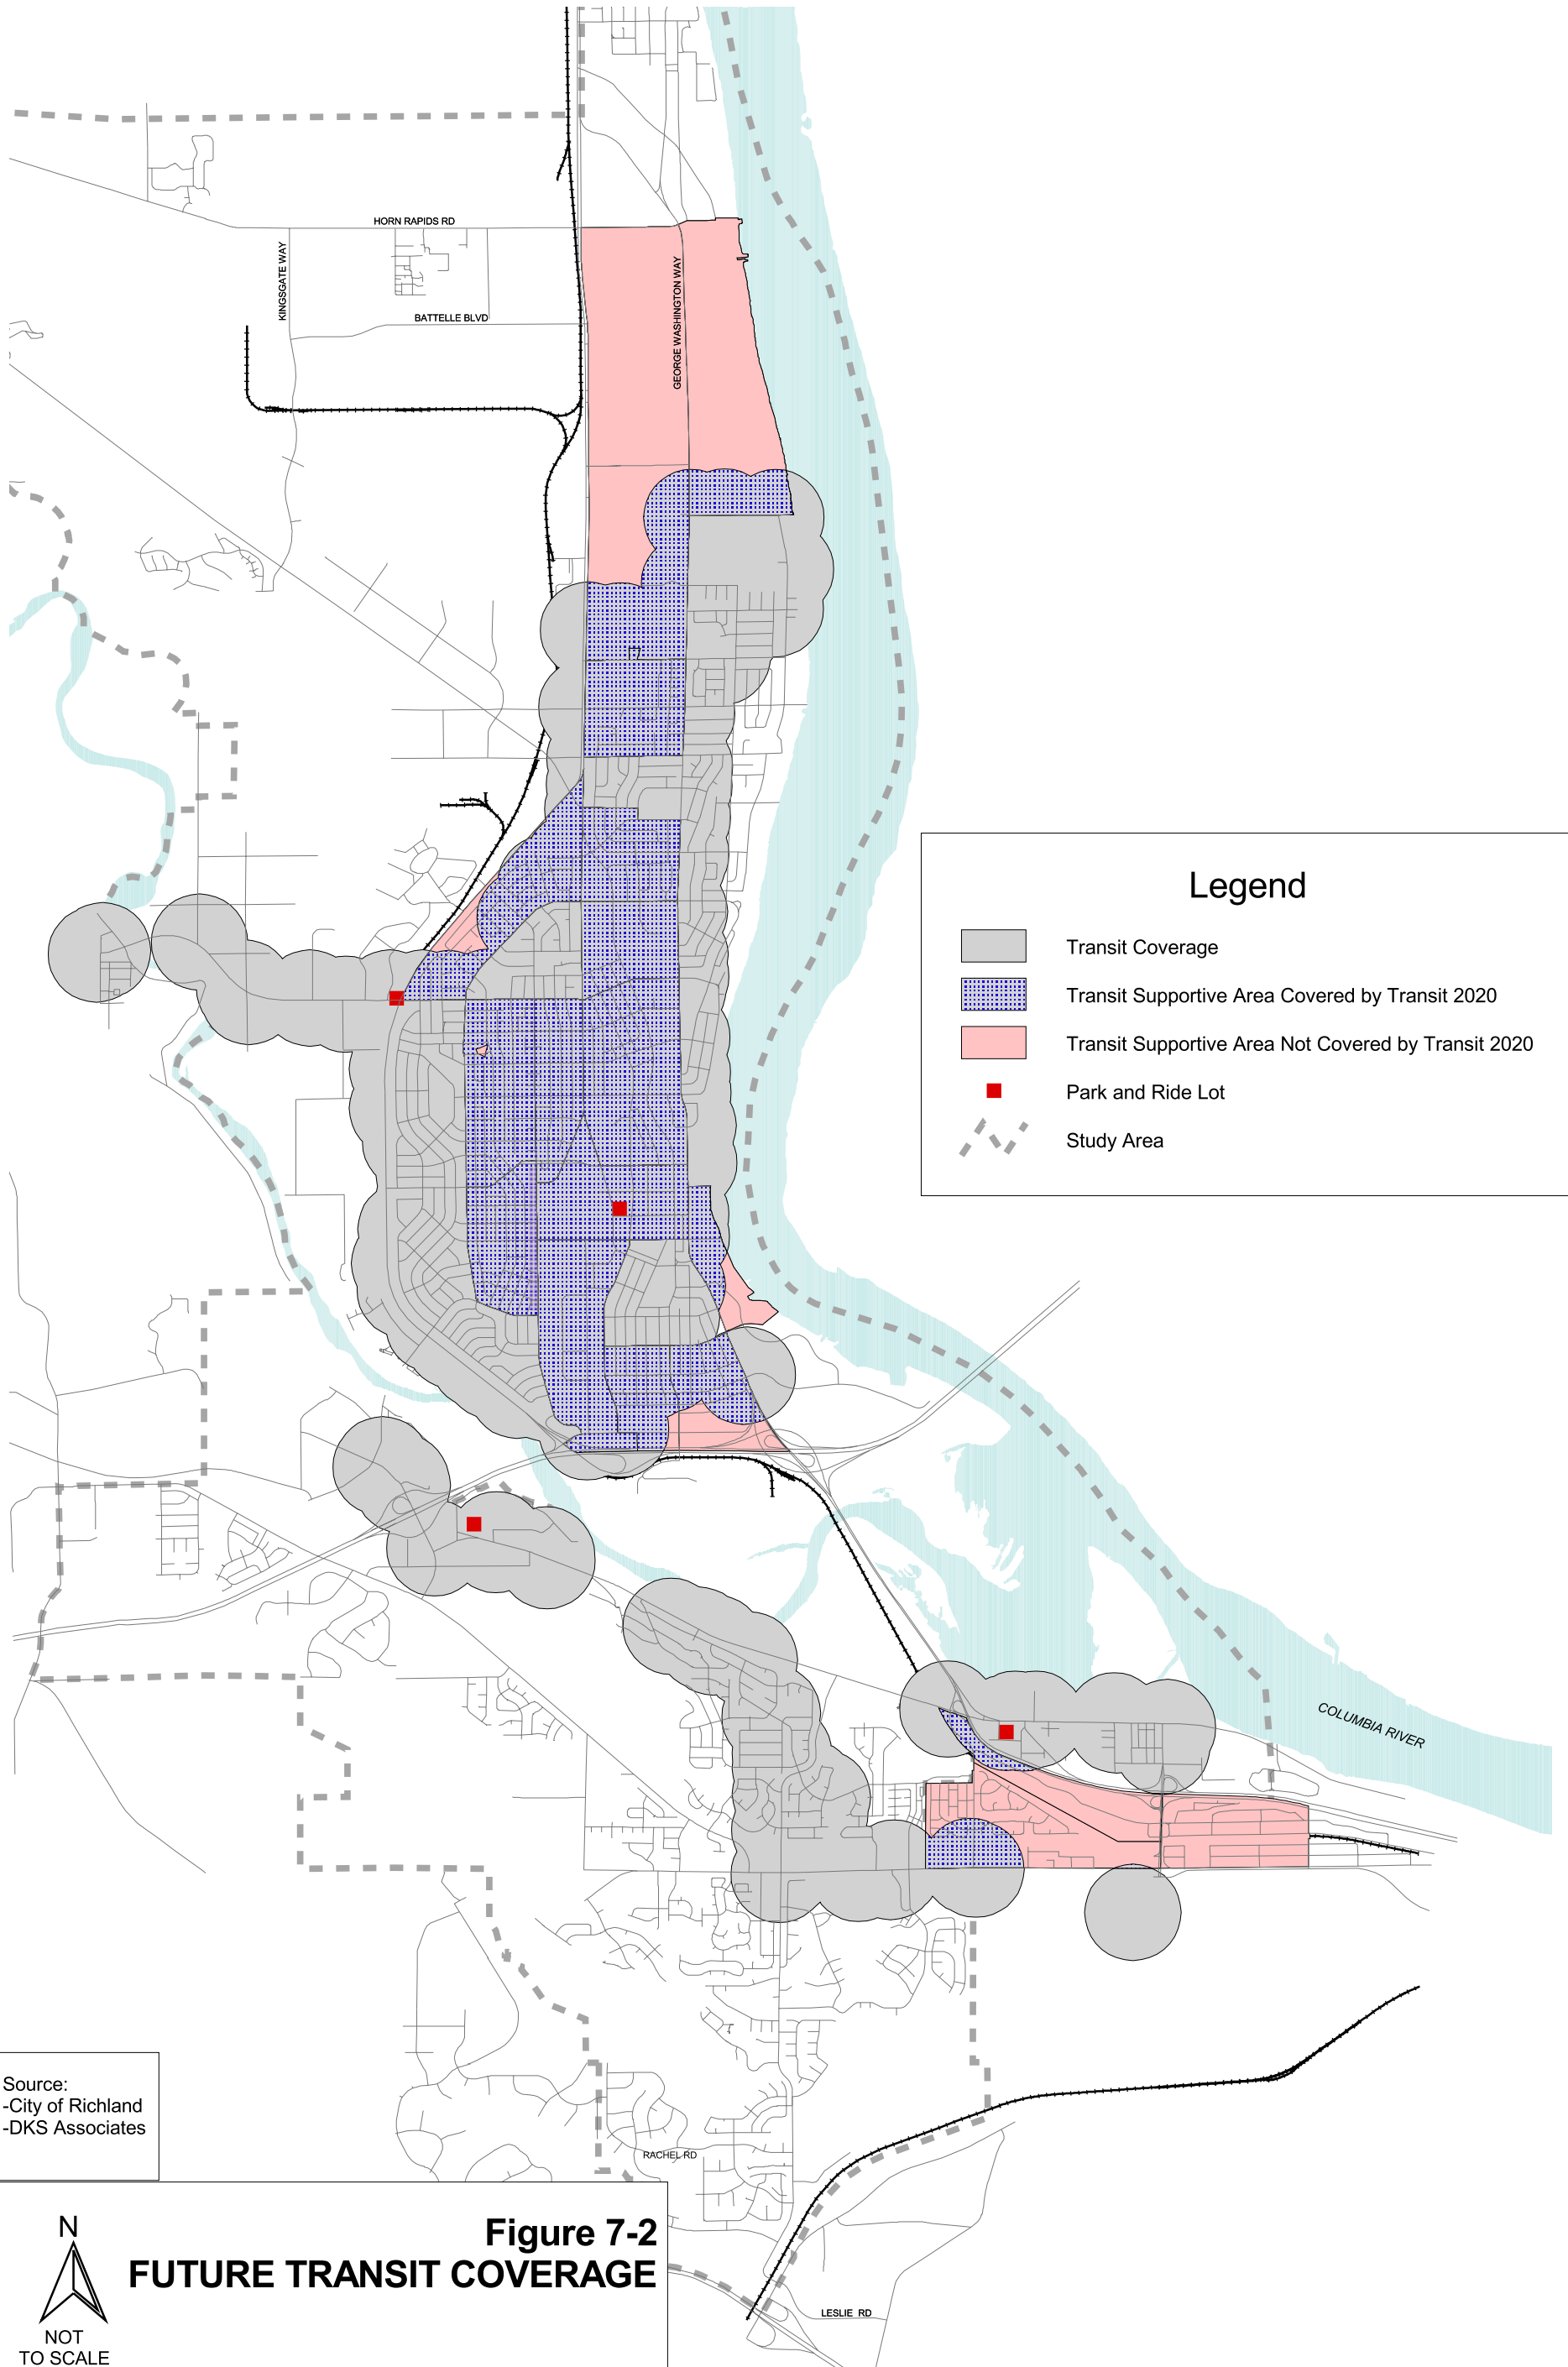 HORN RAPIDS RD
KINGSGATE WAY
GEORGE WASHINGTON WAY
BATTELLE BLVD
Legend
Transit Coverage
Transit Supportive Area Covered by Transit 2020
Transit Supportive Area Not Covered by Transit 2020
Park and Ride Lot
Study Area
COLUMBIA RIVER
Source:
-City of Richland
-DKS Associates
RACHEL RD
N
NOT
TO SCALE
Figure 7-2
FUTURE TRANSIT COVERAGE
LESLIE RD